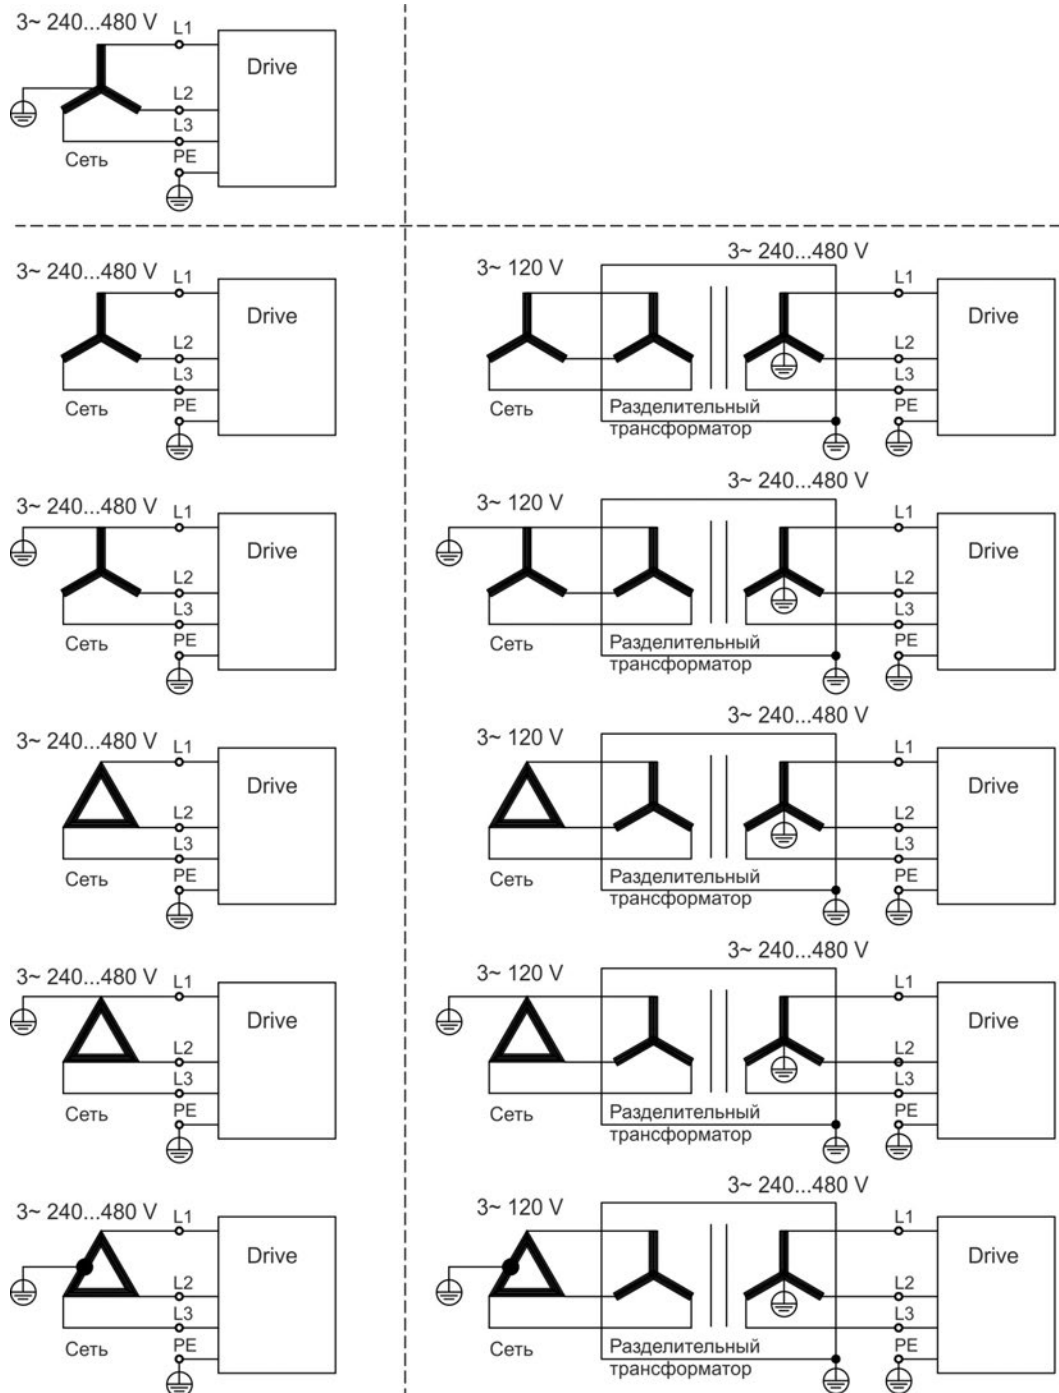 3~ 240...480 V
L1
Drive
L2
L3
Сеть
PE
3~ 240...480 V
L1
Drive
L2
L3
Сеть
PE
3~ 120 V
3~ 240...480 V
L1
Drive
L2
L3
Сеть
Разделительный
трансформатор
PE
3~ 240...480 V
L1
Drive
L2
L3
Сеть
PE
3~ 120 V
3~ 240...480 V
L1
Drive
L2
L3
Сеть
Разделительный
трансформатор
PE
3~ 240...480 V
L1
Drive
L2
L3
Сеть
PE
3~ 120 V
3~ 240...480 V
L1
Drive
L2
L3
Сеть
Разделительный
трансформатор
PE
3~ 240...480 V
L1
Drive
L2
L3
Сеть
PE
3~ 120 V
3~ 240...480 V
L1
Drive
L2
L3
Сеть
Разделительный
трансформатор
PE
3~ 240...480 V
L1
Drive
L2
L3
Сеть
PE
3~ 120 V
3~ 240...480 V
L1
Drive
L2
L3
Сеть
Разделительный
трансформатор
PE